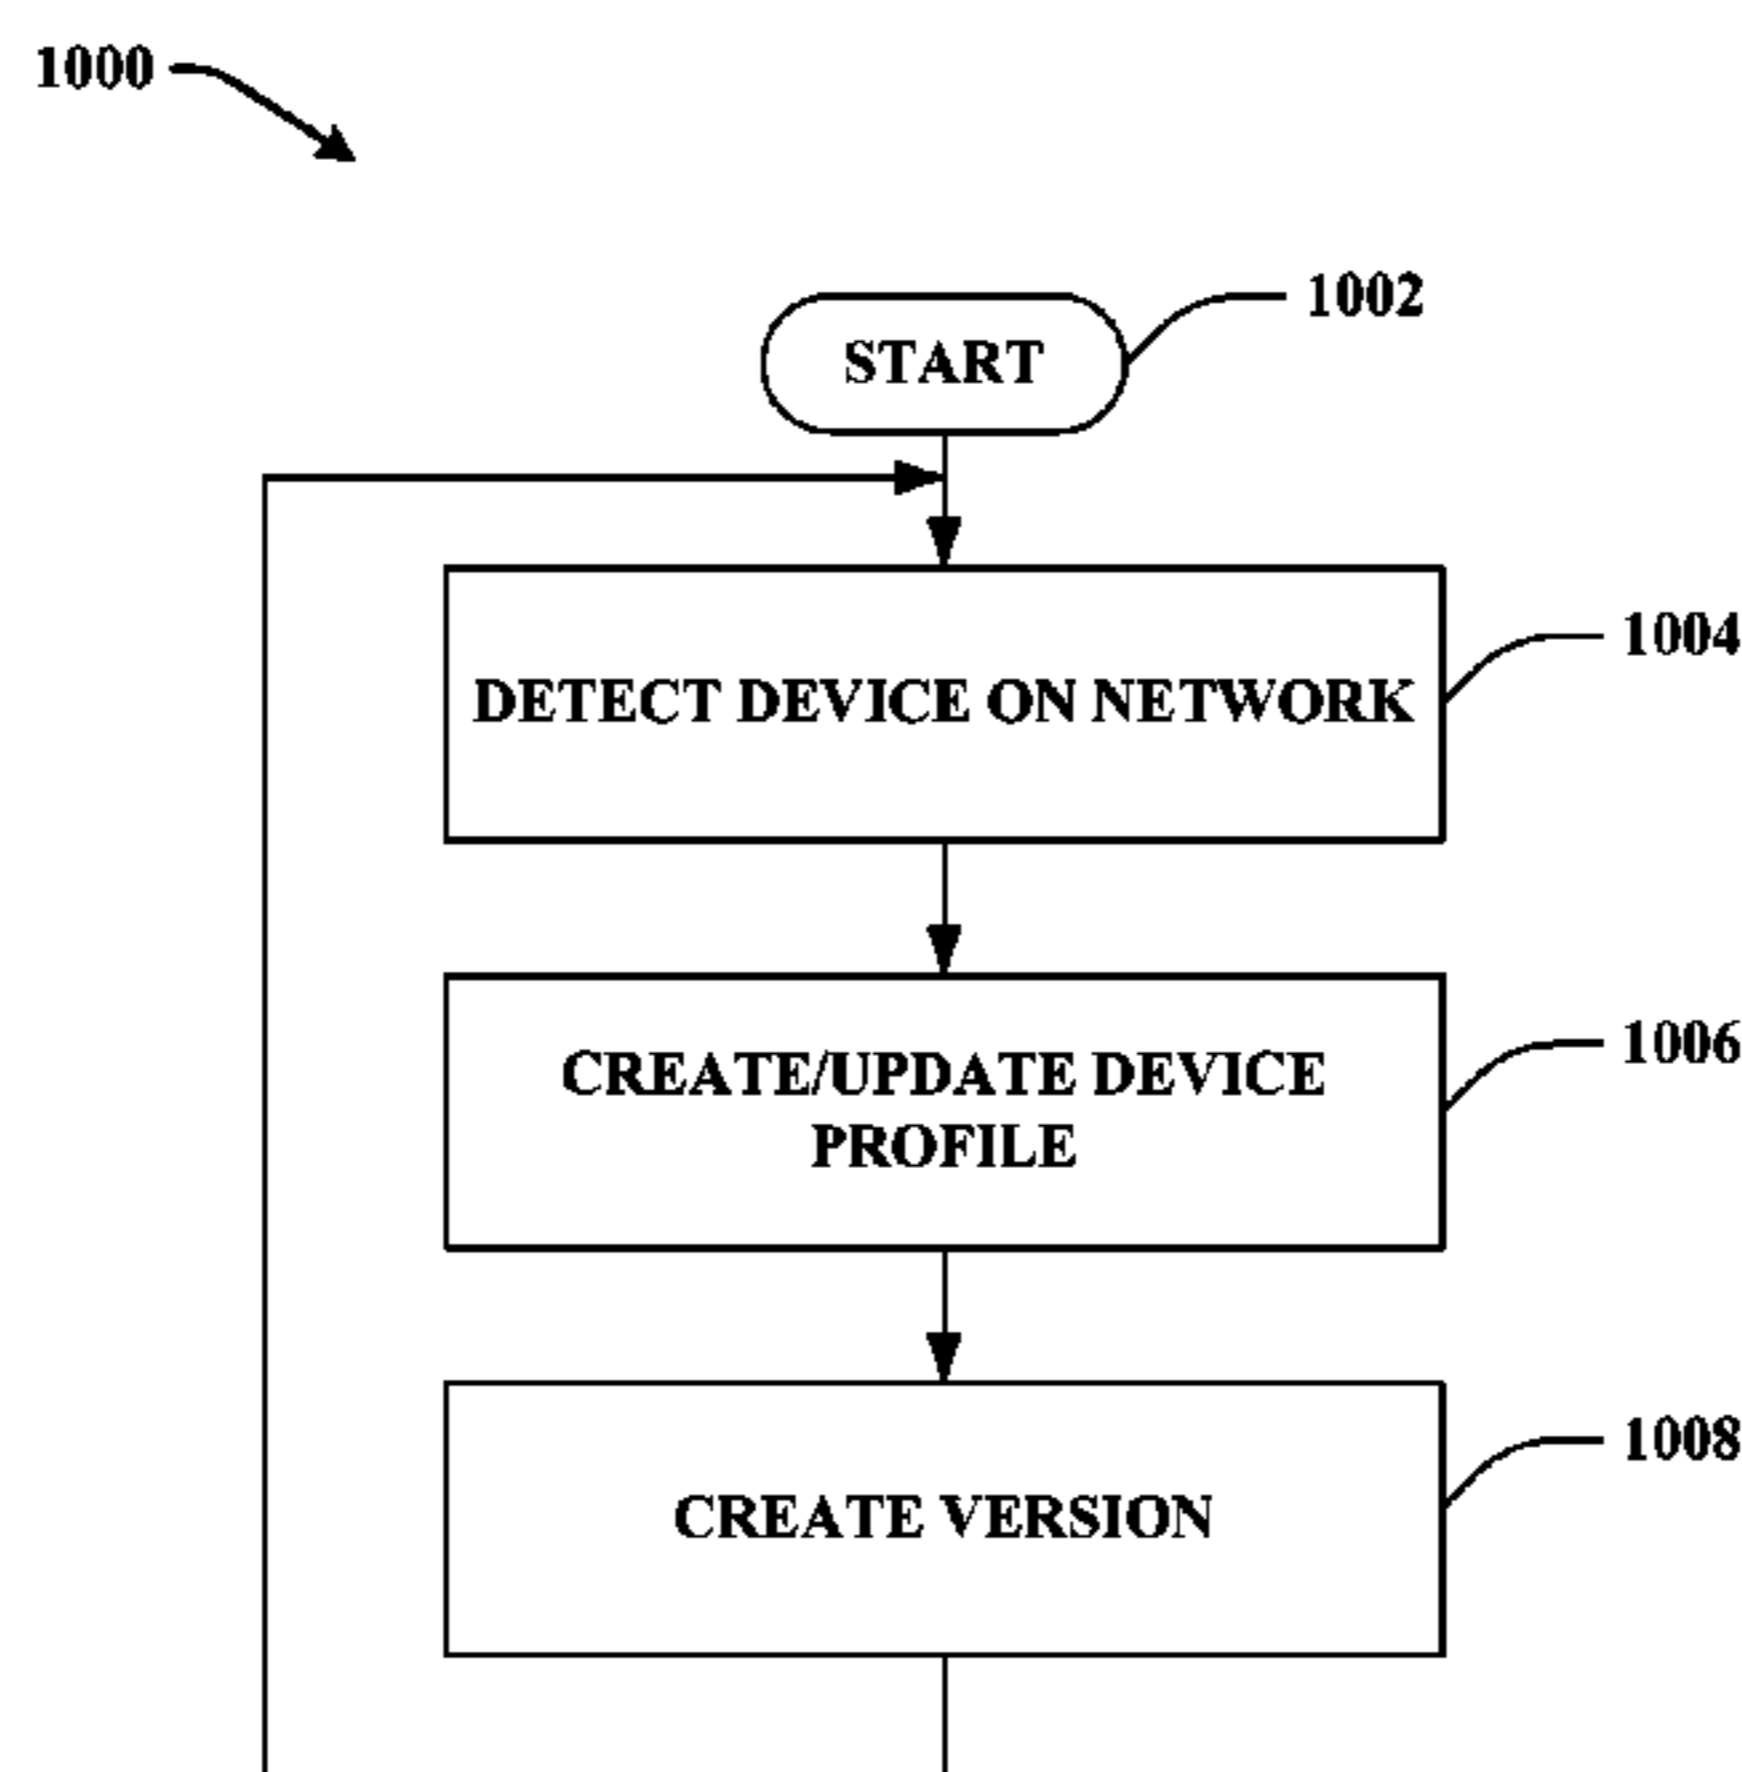 1000
START
1002
DETECT DEVICE ON NETWORK
1004
CREATE/UPDATE DEVICE
PROFILE
1006
CREATE VERSION
1008